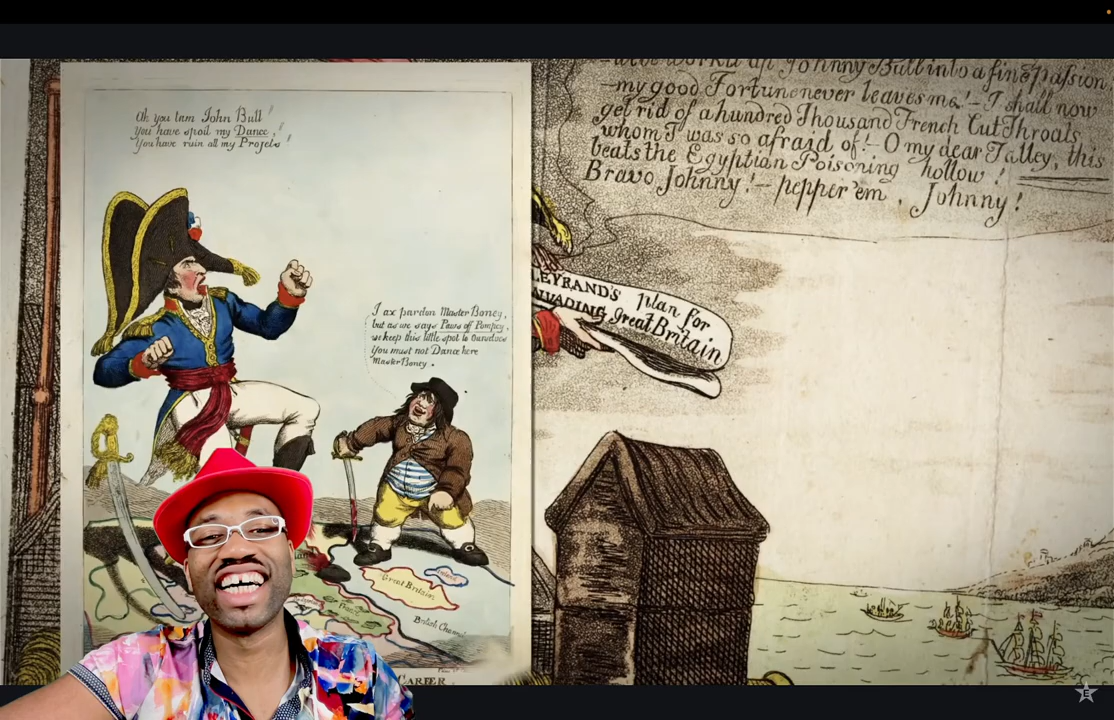 Oh you tam John Bull"
You have spoil my Dance,"
You have ruin all my Projets"
I ax pardon Master Boney,
but as we says Paws off Pompey,
we keep this little spot to Ourselves
You must not Dance here
Master Boney.
Great Britain
British Channel
CAREER
Johnny Bull into a fine passion
—my good Fortune never leaves me!—I shall now
get rid of a hundred Thousand French Cut Throats
whom I was so afraid of!—O my dear Talley, this
beats the Egyptian Poisoning hollow!
Bravo Johnny!—pepper 'em, Johnny!
LEYRAND'S plan for
NVADING Great Britain
E